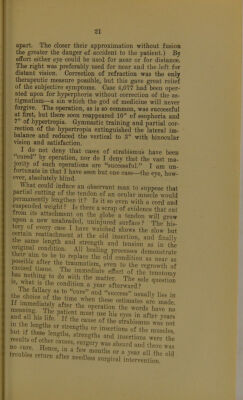 21
apart. The closer their approximation without fusion
the greater the danger of accident to the patient.) By
effort either eye could be used for near or for distance.
The right was preferably used for near and the left for
distant vision. Correction of refraction was the only
therapeutic measure possible, but this gave great relief
of the subjective symptoms. Case 5,077 had been oper-
ated upon for hyperphoria without correction of the as-
tigmatism—a sin which the god of medicine will never
forgive. The operation, as is so common, was successful
at first, but there soon reappeared 10° of esophoria and
7° of hypertropia. Gymnastic training and partial cor-
rection of the hypertropia extinguished the lateral im-
balance and reduced the vertical to 3° with binocular
vision and satisfaction.
I do not deny that cases of strabismus have been
"cured" by operation, nor do I deny that the vast ma-
jority of such operations are "successful." I am un-
fortunate in that I have seen but one case—the eye, how-
ever, absolutely blind.
What could induce an observant man to suppose that
partial cutting of the tendon of an ocular muscle would
permanently lengthen it? Is it so even with a cord and
suspended weight? Is there a scrap of evidence that cut
from its attachment on the globe a tendon will grow
upon a new unabraded, uninjured surface? The his-
tory of every case I have watched shows the slow but
certain reattachment at the old insertion, and finally
the same length and strength and tension as in the
original condition. All healing processes demonstrate
their aim to be to replace the old condition as near as
possible after the traumatism, even to the regrowth of
excised tissue. The immediate effect of the tenotomy
has nothing to do with the matter. The sole question
is, what is the condition a year afterward?
The fallacy as to "cure" and "success" usually lies in
the choice of the time when these estimates are made.
If immediately after the operation the words have no
meaning. The patient must use his eyes in after years
and all his life. If the cause of the strabismus was not
in the lengths or strengths or insertions of the muscles,
but if these lengths, strengths and insertions were the
results of other causes, surgery was absurd and there was
no cure. Hence, in a few months or a year all the old
troubles return after needless surgical intervention.